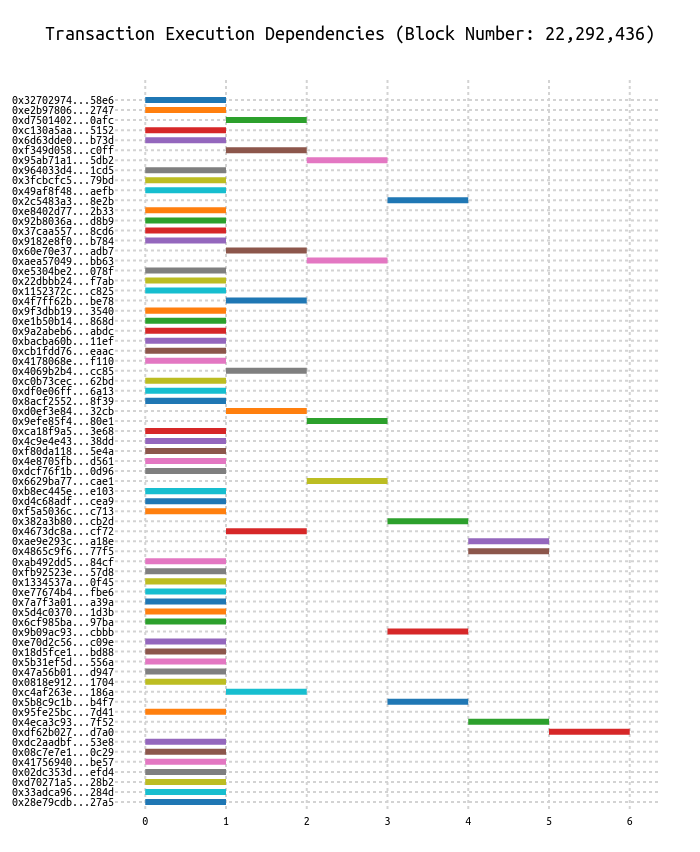 Transaction Execution Dependencies (Block Number: 22,292,436)
0x32702974...58e6
0xe2b97806...2747
0xd7501402...0afc
0xc130a5aa...5152
0x6d63dde0...b73d
0xf349d058...c0ff
0x95ab71a1...5db2
0x964033d4...1cd5
0x3fcbcfc5...79bd
0x49af8f48...aefb
0x2c5483a3...8e2b
0xe8402d77...2b33
0x92b8036a...d8b9
0x37caa557...8cd6
0x9182e8f0...b784
0x60e70e37...adb7
0xaea57049...bb63
0xe5304be2...078f
0x22dbbb24...f7ab
0x1152372c...c825
0x4f7ff62b...be78
0x9f3dbb19...3540
0xe1b50b14...868d
0x9a2abeb6...abdc
0xbacba60b...11ef
0xcb1fdd76...eaac
0x4178068e...f110
0x4069b2b4...cc85
0xc0b73cec...62bd
0xdf0e06ff...6a13
0x8acf2552...8f39
0xd0ef3e84...32cb
0x9efe85f4...80e1
0xca18f9a5...3e68
0x4c9e4e43...38dd
0xf80da118...5e4a
0x4e8705fb...d561
0xdcf76f1b...0d96
0x6629ba77...cae1
0xb8ec445e...e103
0xd4c68adf...cea9
0xf5a5036c...c713
0x382a3b80...cb2d
0x4673dc8a...cf72
0xae9e293c...a18e
0x4865c9f6...77f5
0xab492dd5...84cf
0xfb92523e...57d8
0x1334537a...0f45
0xe77674b4...fbe6
0x7a7f3a01...a39a
0x5d4c0370...1d3b
0x6cf985ba...97ba
0x9b09ac93...cbbb
0xe70d2c56...c09e
0x18d5fce1...bd88
0x5b31ef5d...556a
0x47a56b01...d947
0x0818e912...1704
0xc4af263e...186a
0x5b8c9c1b...b4f7
0x95fe25bc...7d41
0x4eca3c93...7f52
0xdf62b027...d7a0
0xdc2aadbf...53e8
0x08c7e7e1...0c29
0x41756940...be57
0x02dc353d...efd4
0xd70271a5...28b2
0x33adca96...284d
0x28e79cdb...27a5
0 1 2 3 4 5 6